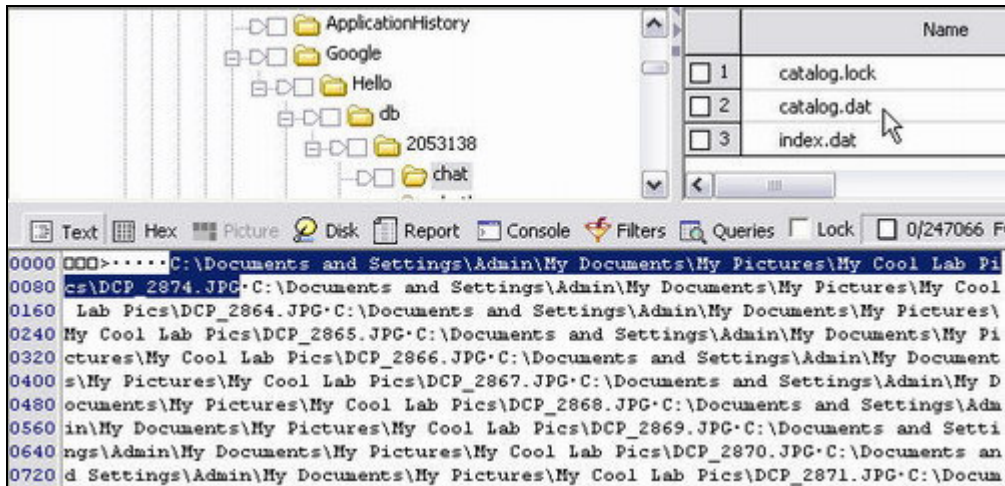 ApplicationHistory
Google
Hello
db
2053138
chat
Name
1 catalog.lock
2 catalog.dat
3 index.dat
Text Hex Picture Disk Report Console Filters Queries Lock 0/247066
0000 C:\Documents and Settings\Admin\My Documents\My Pictures\My Cool Lab Pi
0080 cs\DCP_2874.JPG·C:\Documents and Settings\Admin\My Documents\My Pictures\My Cool
0160 Lab Pics\DCP_2864.JPG·C:\Documents and Settings\Admin\My Documents\My Pictures\
0240 My Cool Lab Pics\DCP_2865.JPG·C:\Documents and Settings\Admin\My Documents\My Pi
0320 ctures\My Cool Lab Pics\DCP_2866.JPG·C:\Documents and Settings\Admin\My Document
0400 s\My Pictures\My Cool Lab Pics\DCP_2867.JPG·C:\Documents and Settings\Admin\My D
0480 ocuments\My Pictures\My Cool Lab Pics\DCP_2868.JPG·C:\Documents and Settings\Adm
0560 in\My Documents\My Pictures\My Cool Lab Pics\DCP_2869.JPG·C:\Documents and Setti
0640 ngs\Admin\My Documents\My Pictures\My Cool Lab Pics\DCP_2870.JPG·C:\Documents an
0720 d Settings\Admin\My Documents\My Pictures\My Cool Lab Pics\DCP_2871.JPG·C:\Docum